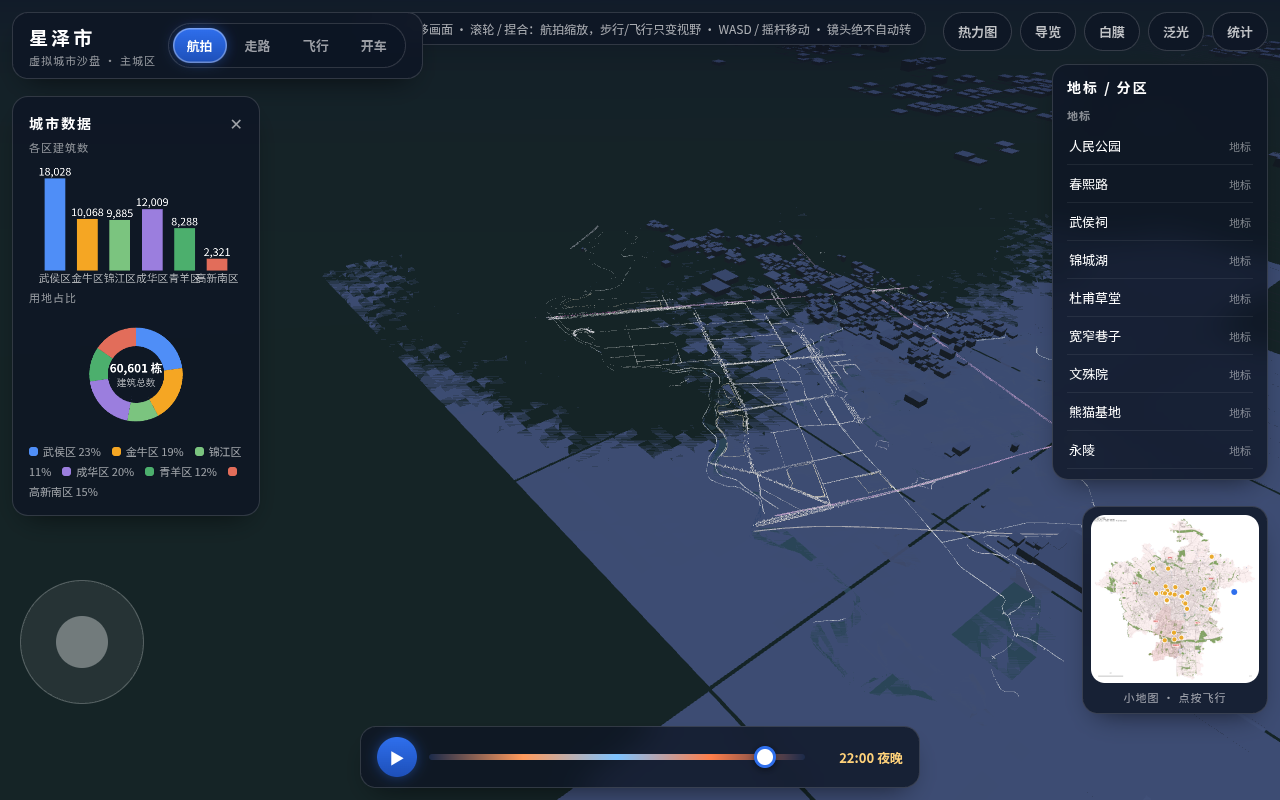 星泽市
虚拟城市沙盘 · 主城区
航拍 走路 飞行 开车
画面 · 滚轮 / 捏合：航拍缩放，步行/飞行只变视野 · WASD / 摇杆移动 · 镜头绝不自动转
热力图 导览 白膜 泛光 统计
城市数据 ×
各区建筑数
18,028 10,068 9,885 12,009 8,288 2,321
武侯区 金牛区 锦江区 成华区 青羊区 高新南区
用地占比
60,601 栋
建筑总数
武侯区 23% 金牛区 19% 锦江区
11% 成华区 20% 青羊区 12%
高新南区 15%
地标 / 分区
地标
人民公园 地标
春熙路 地标
武侯祠 地标
锦城湖 地标
杜甫草堂 地标
宽窄巷子 地标
文殊院 地标
熊猫基地 地标
永陵 地标
小地图 · 点按飞行
22:00 夜晚